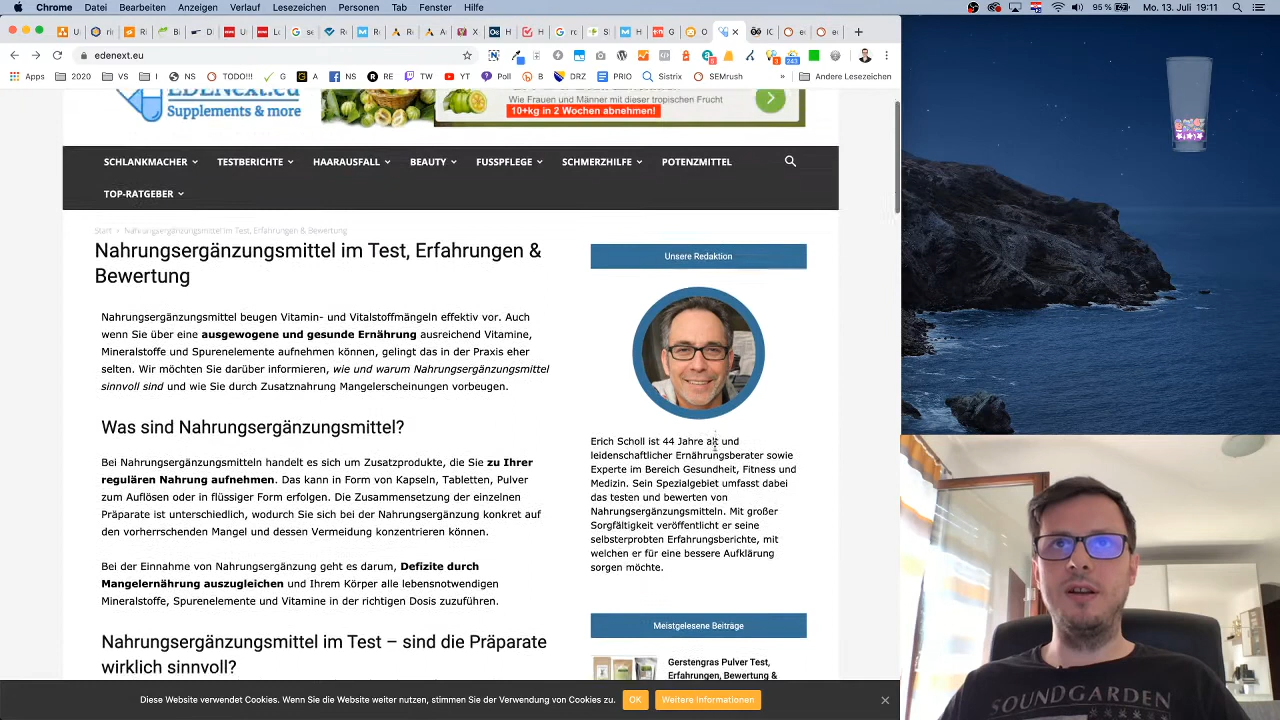 Chrome Datei Bearbeiten Anzeigen Verlauf Lesezeichen Personen Tab Fenster Hilfe
95 % Mo. 13. Juli 19:11
edenext.eu
Apps 2020 VS I NS TODO!!! G A NS RE TW YT Poll B DRZ PRIO Sistrix SEMrush » Andere Lesezeichen
EDENext.eu
Supplements & more
Wie Frauen und Männer mit dieser tropischen Frucht
10+kg in 2 Wochen abnehmen!
SCHLANKMACHER TESTBERICHTE HAARAUSFALL BEAUTY FUSSPFLEGE SCHMERZHILFE POTENZMITTEL
TOP-RATGEBER
Start Nahrungsergänzungsmittel im Test, Erfahrungen & Bewertung
Nahrungsergänzungsmittel im Test, Erfahrungen &
Bewertung
Nahrungsergänzungsmittel beugen Vitamin- und Vitalstoffmängeln effektiv vor. Auch
wenn Sie über eine ausgewogene und gesunde Ernährung ausreichend Vitamine,
Mineralstoffe und Spurenelemente aufnehmen können, gelingt das in der Praxis eher
selten. Wir möchten Sie darüber informieren, wie und warum Nahrungsergänzungsmittel
sinnvoll sind und wie Sie durch Zusatznahrung Mangelerscheinungen vorbeugen.
Was sind Nahrungsergänzungsmittel?
Bei Nahrungsergänzungsmitteln handelt es sich um Zusatzprodukte, die Sie zu Ihrer
regulären Nahrung aufnehmen. Das kann in Form von Kapseln, Tabletten, Pulver
zum Auflösen oder in flüssiger Form erfolgen. Die Zusammensetzung der einzelnen
Präparate ist unterschiedlich, wodurch Sie sich bei der Nahrungsergänzung konkret auf
den vorherrschenden Mangel und dessen Vermeidung konzentrieren können.
Bei der Einnahme von Nahrungsergänzung geht es darum, Defizite durch
Mangelernährung auszugleichen und Ihrem Körper alle lebensnotwendigen
Mineralstoffe, Spurenelemente und Vitamine in der richtigen Dosis zuzuführen.
Nahrungsergänzungsmittel im Test – sind die Präparate
wirklich sinnvoll?
Unsere Redaktion
Erich Scholl ist 44 Jahre alt und
leidenschaftlicher Ernährungsberater sowie
Experte im Bereich Gesundheit, Fitness und
Medizin. Sein Spezialgebiet umfasst dabei
das testen und bewerten von
Nahrungsergänzungsmitteln. Mit großer
Sorgfältigkeit veröffentlicht er seine
selbsterprobten Erfahrungsberichte, mit
welchen er für eine bessere Aufklärung
sorgen möchte.
Meistgelesene Beiträge
Gerstengras Pulver Test,
Erfahrungen, Bewertung &
Diese Website verwendet Cookies. Wenn Sie die Website weiter nutzen, stimmen Sie der Verwendung von Cookies zu. OK Weitere Informationen
SOUNDGARDEN